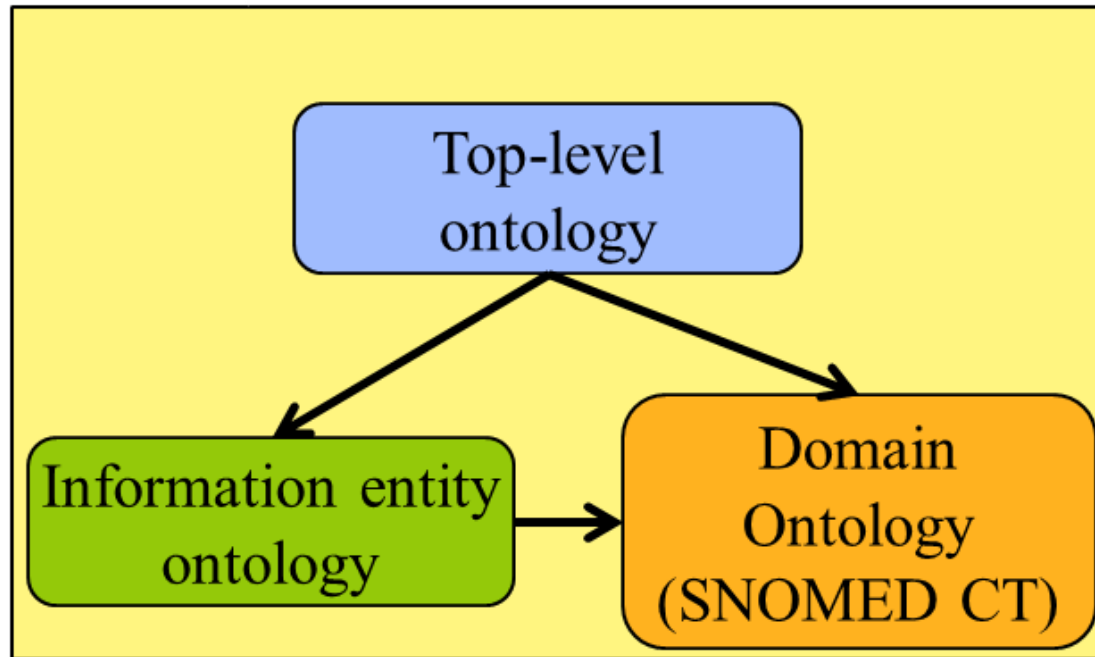 Top-level
ontology
Information entity
ontology
Domain
Ontology
(SNOMED CT)